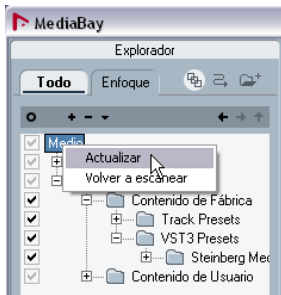 MediaBay
Explorador
Todo
Enfoque
Medio
Actualizar
Volver a escanear
Contenido de Fábrica
Track Presets
VST3 Presets
Steinberg Med
Contenido de Usuario